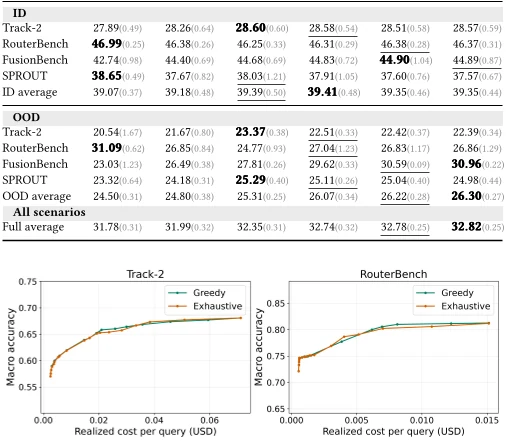 ID
Track-2 27.89(0.49) 28.26(0.64) 28.60(0.60) 28.58(0.54) 28.51(0.58) 28.57(0.59)
RouterBench 46.99(0.25) 46.38(0.26) 46.25(0.33) 46.31(0.29) 46.38(0.28) 46.37(0.31)
FusionBench 42.74(0.98) 44.40(0.69) 44.68(0.69) 44.83(0.72) 44.90(1.04) 44.89(0.87)
SPROUT 38.65(0.49) 37.67(0.82) 38.03(1.21) 37.91(1.05) 37.60(0.76) 37.57(0.67)
ID average 39.07(0.37) 39.18(0.48) 39.39(0.50) 39.41(0.48) 39.35(0.46) 39.35(0.44)
OOD
Track-2 20.54(1.67) 21.67(0.80) 23.37(0.38) 22.51(0.33) 22.42(0.37) 22.39(0.34)
RouterBench 31.09(0.62) 26.85(0.84) 24.77(0.93) 27.04(1.23) 26.83(1.17) 26.86(1.29)
FusionBench 23.03(1.23) 26.49(0.38) 27.81(0.26) 29.62(0.33) 30.59(0.09) 30.96(0.22)
SPROUT 23.32(0.64) 24.18(0.31) 25.29(0.40) 25.11(0.26) 25.04(0.40) 24.98(0.44)
OOD average 24.50(0.31) 24.80(0.38) 25.31(0.25) 26.07(0.34) 26.22(0.28) 26.30(0.27)
All scenarios
Full average 31.78(0.31) 31.99(0.32) 32.35(0.31) 32.74(0.32) 32.78(0.25) 32.82(0.25)
Track-2
Macro accuracy
0.75
0.70
0.65
0.60
0.55
Greedy
Exhaustive
0.00 0.02 0.04 0.06
Realized cost per query (USD)
RouterBench
Macro accuracy
0.85
0.80
0.75
0.70
0.65
Greedy
Exhaustive
0.000 0.005 0.010 0.015
Realized cost per query (USD)